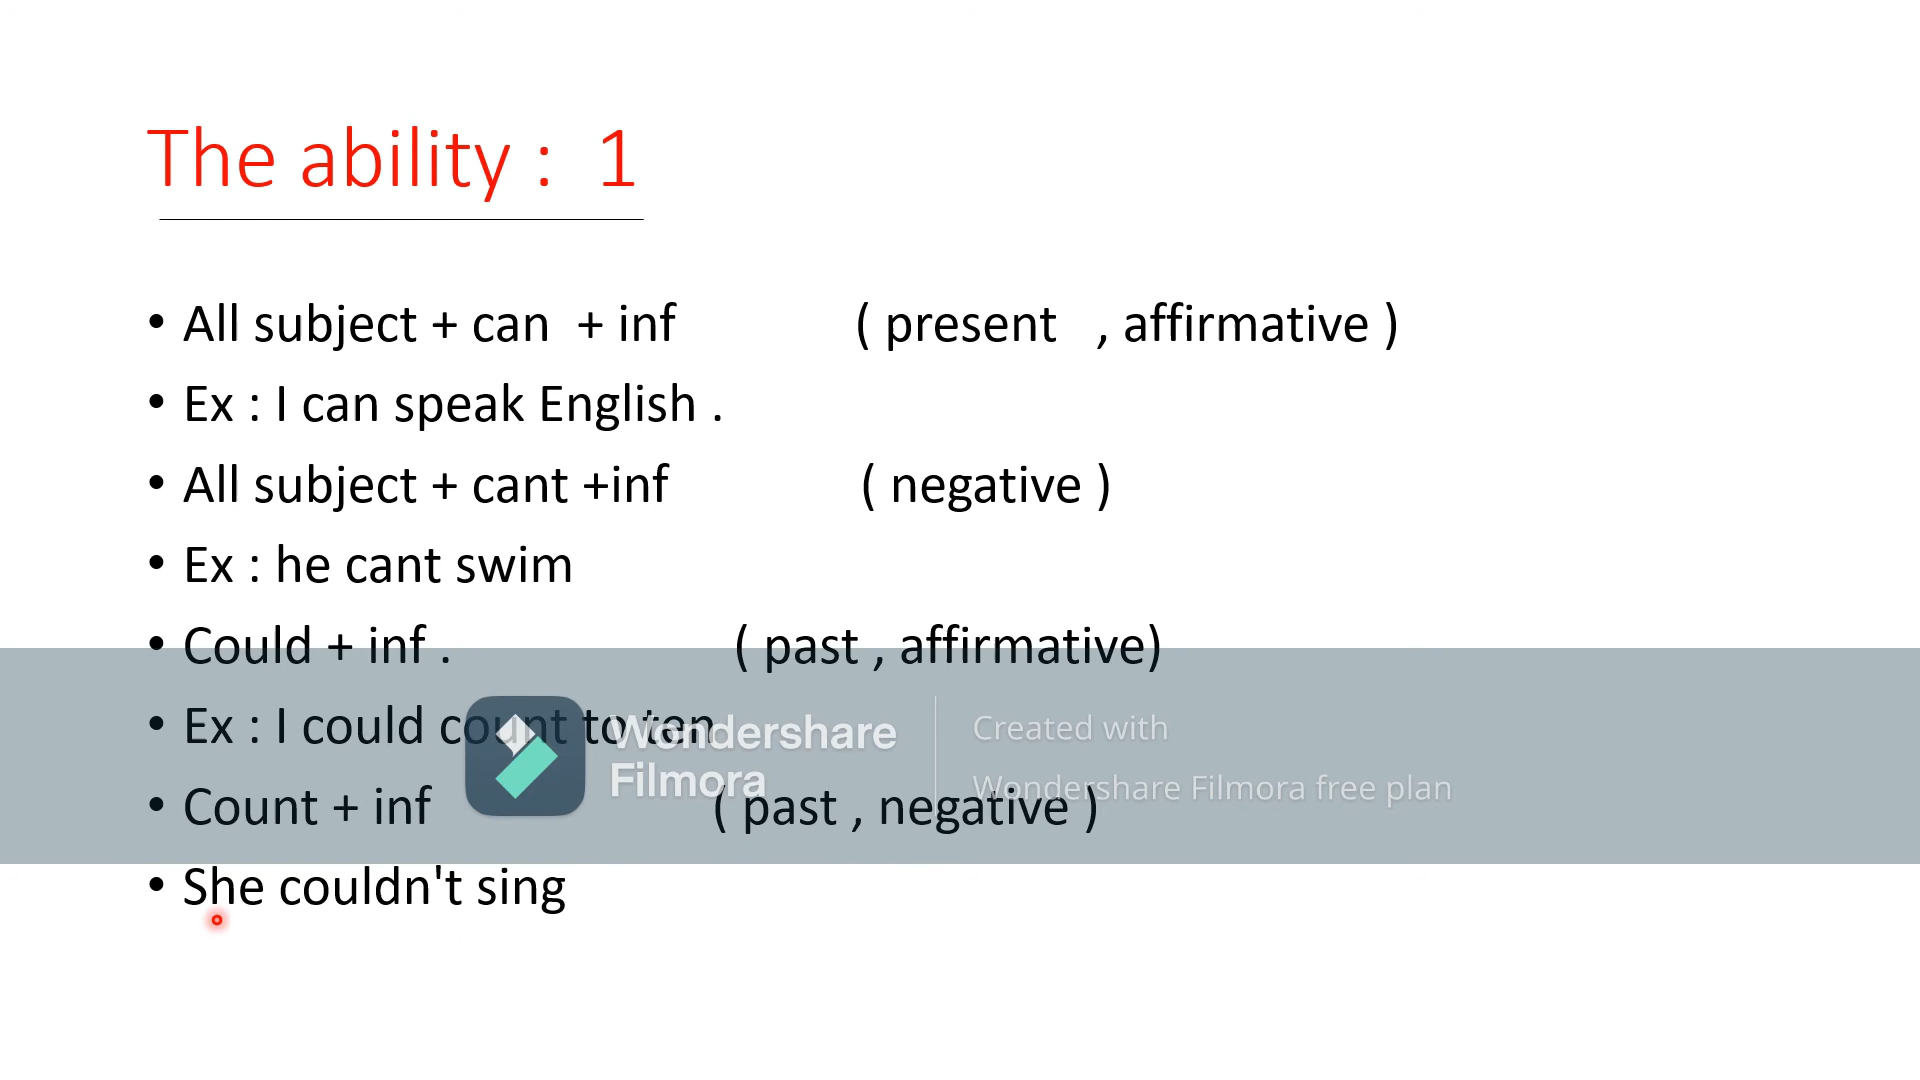 The ability : 1
• All subject + can + inf ( present , affirmative )
• Ex : I can speak English .
• All subject + cant +inf ( negative )
• Ex : he cant swim
• Could + inf . ( past , affirmative)
• Ex : I could count to ten
Wondershare
Filmora
Created with
Wondershare Filmora free plan
• Count + inf ( past , negative )
• She couldn't sing